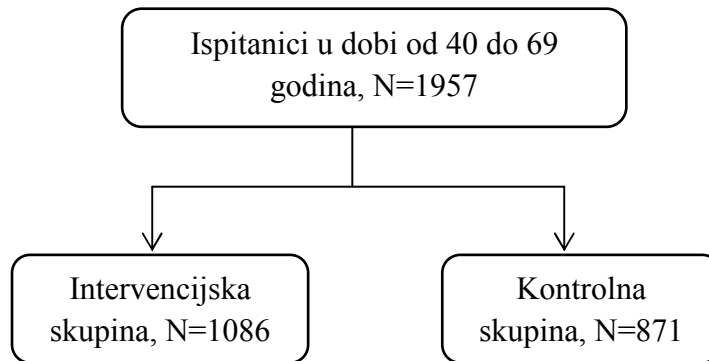 Ispitanici u dobi od 40 do 69
godina, N=1957
Intervencijska
skupina, N=1086
Kontrolna
skupina, N=871